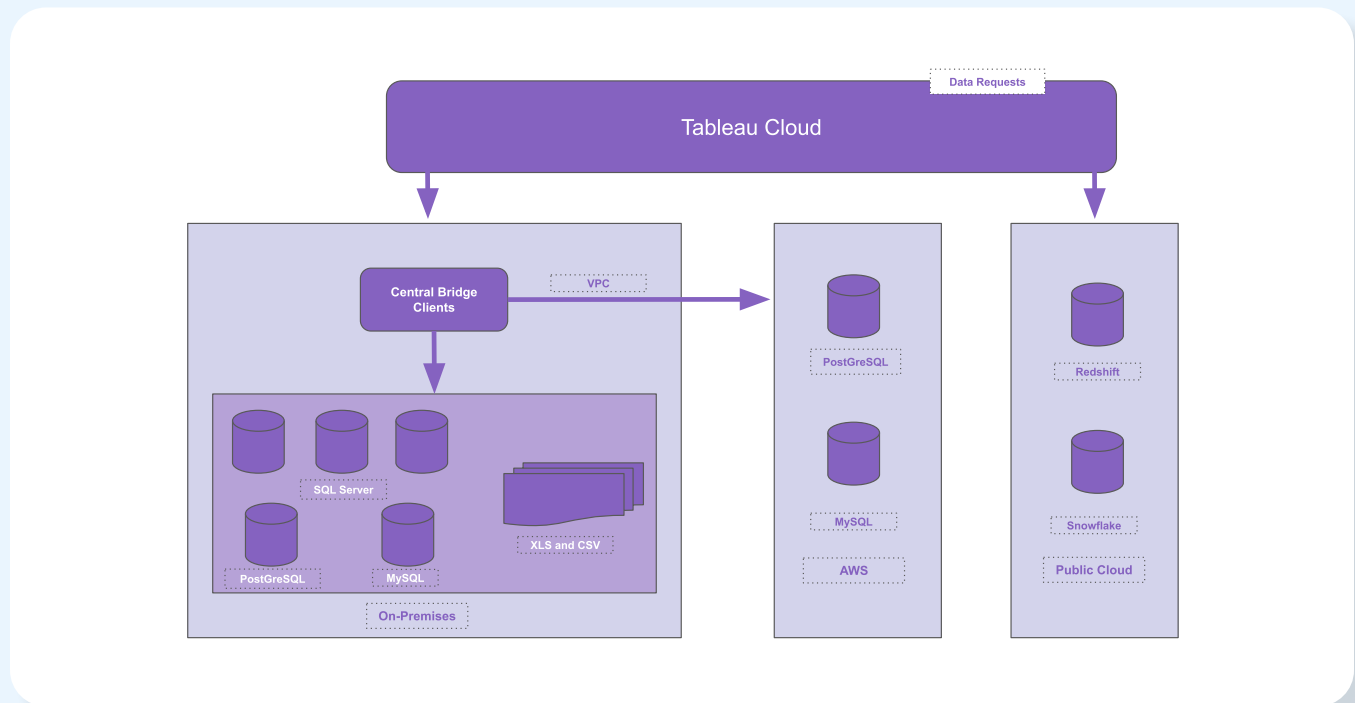 Data Requests
Tableau Cloud
Central Bridge
Clients
VPC
SQL Server
PostGreSQL
MySQL
XLS and CSV
On-Premises
PostGreSQL
MySQL
AWS
Redshift
Snowflake
Public Cloud